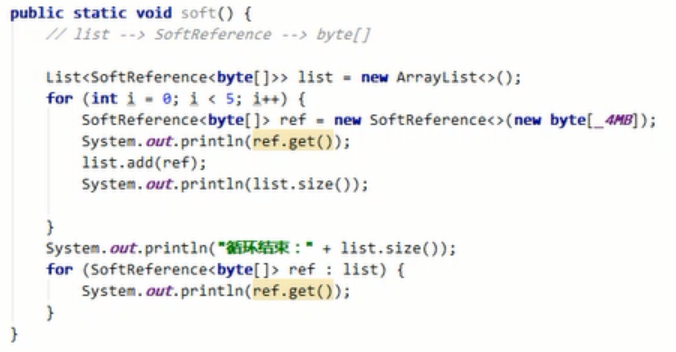 public static void soft() {
    // list --> SoftReference --> byte[]

    List<SoftReference<byte[]>> list = new ArrayList<>();
    for (int i = 0; i < 5; i++) {
        SoftReference<byte[]> ref = new SoftReference<>(new byte[_4MB]);
        System.out.println(ref.get());
        list.add(ref);
        System.out.println(list.size());

    }
    System.out.println("循环结束：" + list.size());
    for (SoftReference<byte[]> ref : list) {
        System.out.println(ref.get());
    }
}